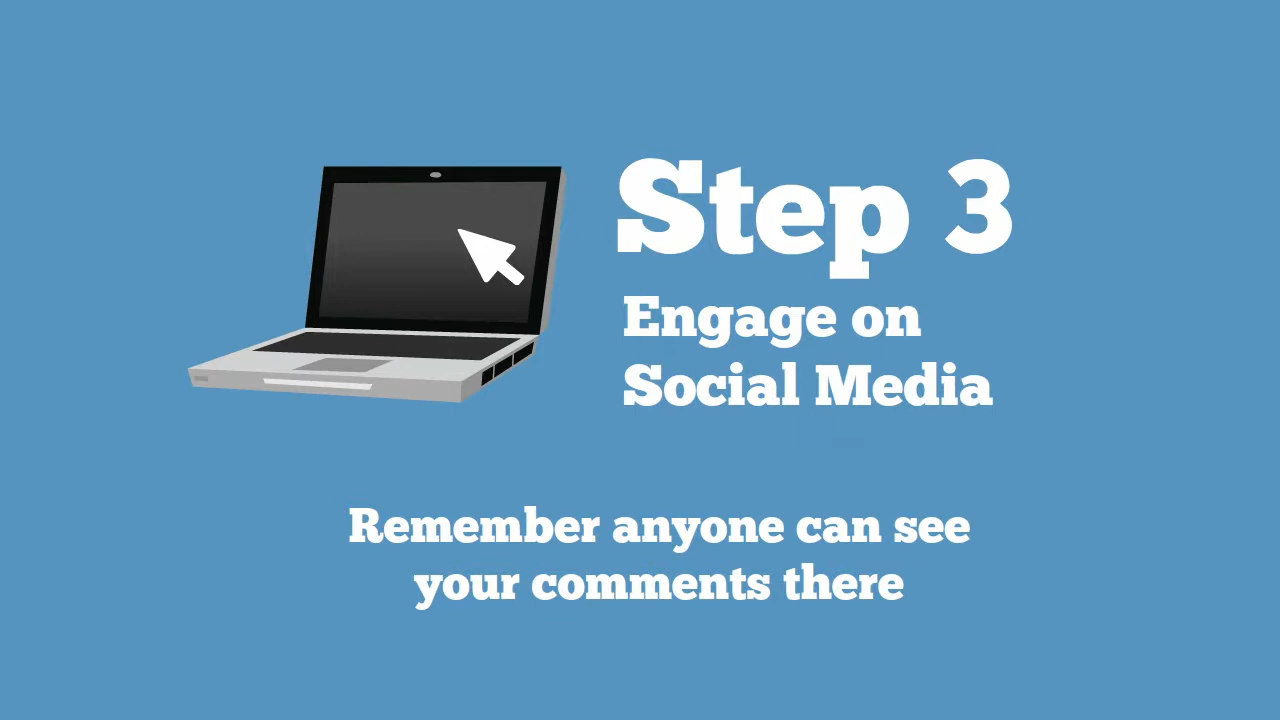 Step 3
Engage on
Social Media
Remember anyone can see
your comments there